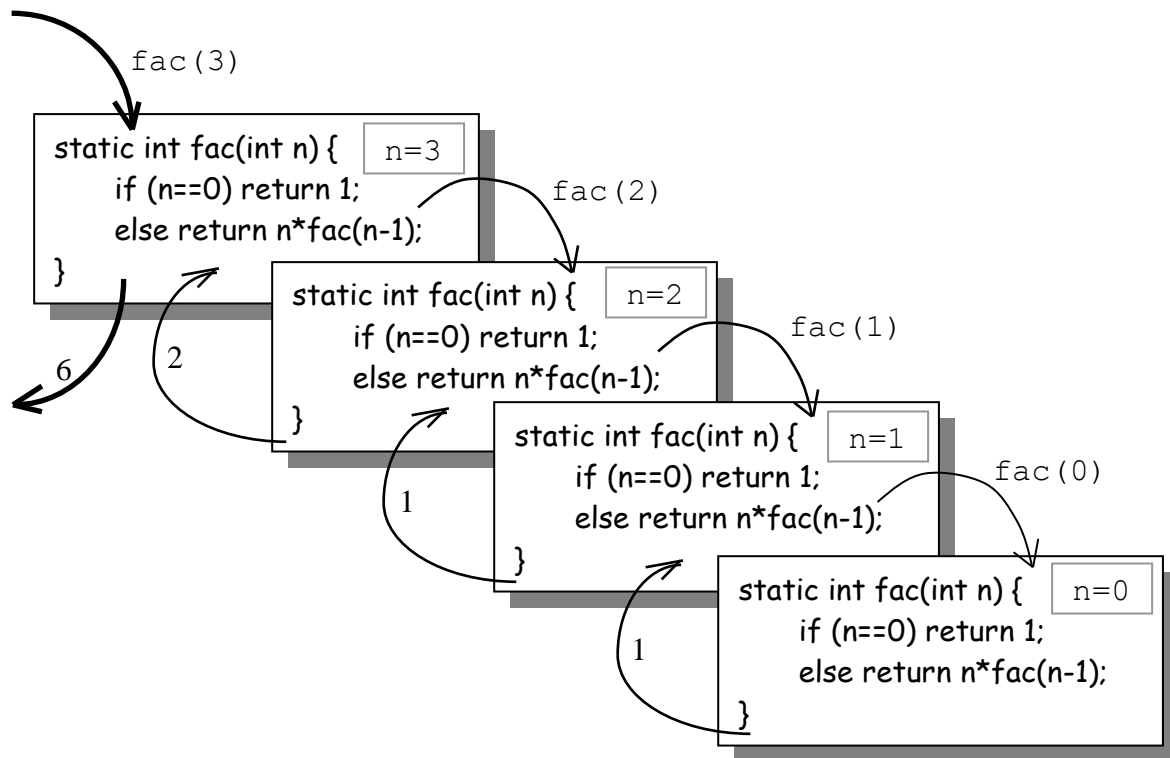 fac(3)
static int fac(int n) {
n=3
if (n==0) return 1;
else return n*fac(n-1);
}
fac(2)
6
2
static int fac(int n) {
n=2
if (n==0) return 1;
else return n*fac(n-1);
}
fac(1)
1
static int fac(int n) {
n=1
if (n==0) return 1;
else return n*fac(n-1);
}
fac(0)
1
static int fac(int n) {
n=0
if (n==0) return 1;
else return n*fac(n-1);
}